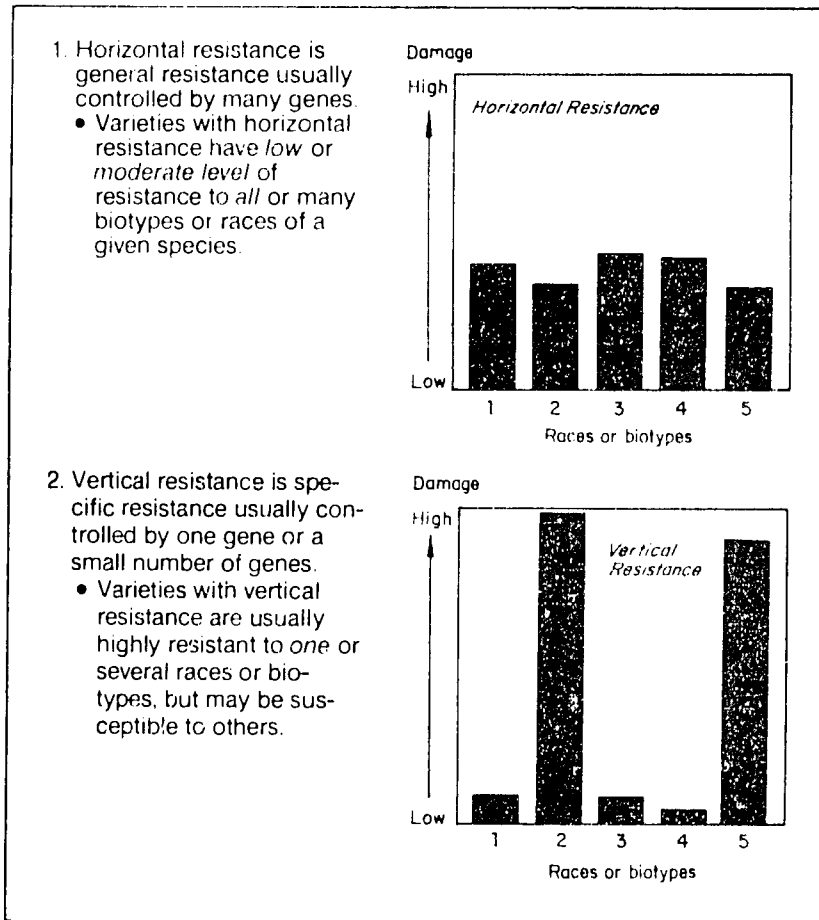 1. Horizontal resistance is
general resistance usually
controlled by many genes.
• Varieties with horizontal
resistance have low or
moderate level of
resistance to all or many
biotypes or races of a
given species.
Damage
High
Horizontal Resistance
Low
1 2 3 4 5
Races or biotypes
2. Vertical resistance is spe-
cific resistance usually con-
trolled by one gene or a
small number of genes.
• Varieties with vertical
resistance are usually
highly resistant to one or
several races or bio-
types, but may be sus-
ceptible to others.
Damage
High
Vertical
Resistance
Low
1 2 3 4 5
Races or biotypes